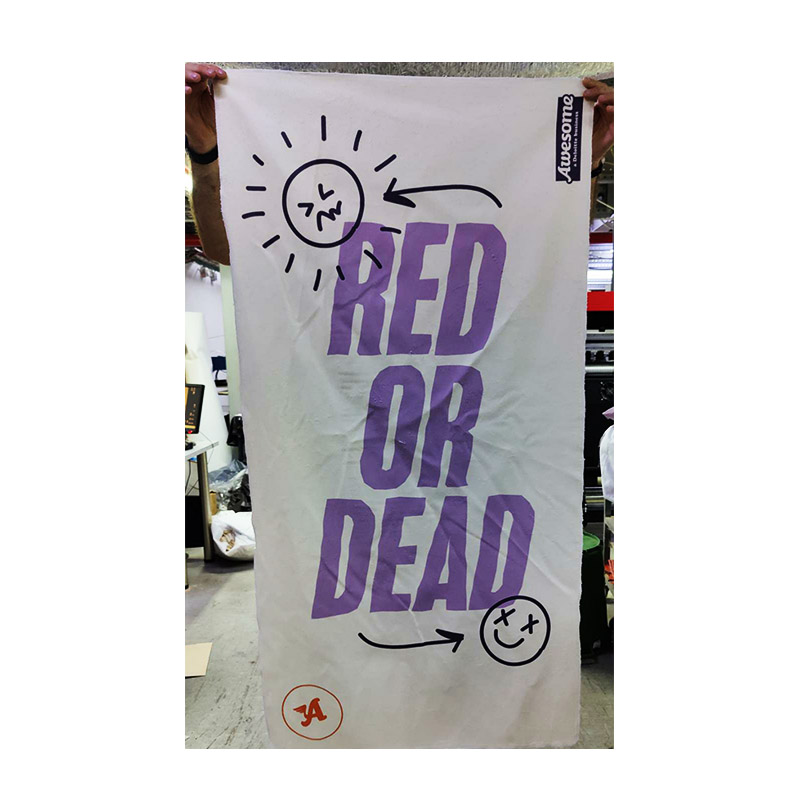 Awesome
a Deloitte business
RED
OR
DEAD
A